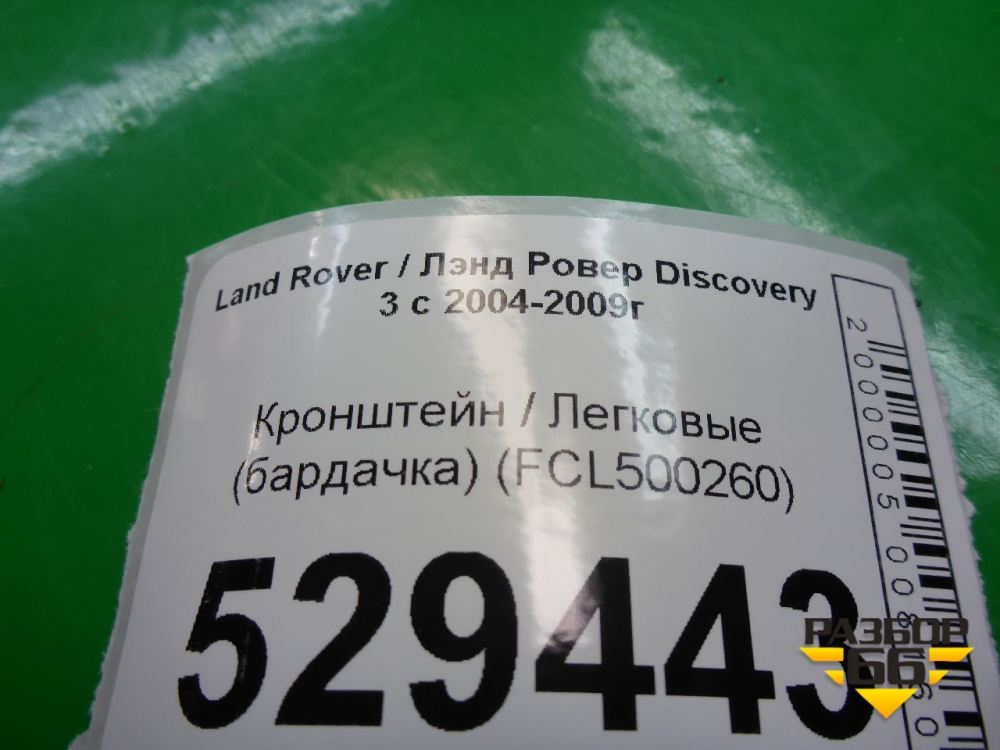 Land Rover / Лэнд Ровер Discovery
3 с 2004-2009г
Кронштейн / Легковые
(бардачка) (FCL500260)
529443
РАЗБОР
66